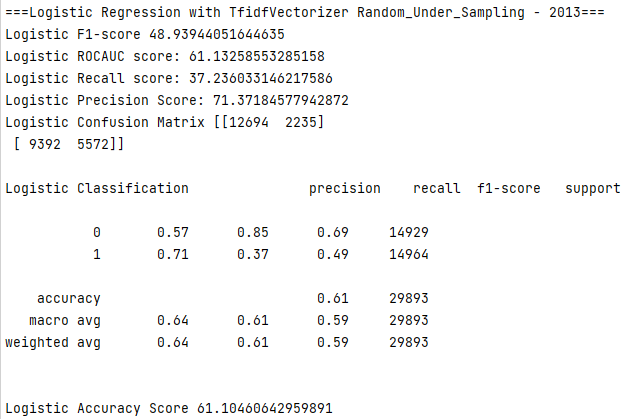 ===Logistic Regression with TfidfVectorizer Random_Under_Sampling - 2013===
Logistic F1-score 48.93944051644635
Logistic ROCAUC score: 61.13258553285158
Logistic Recall score: 37.236033146217586
Logistic Precision Score: 71.37184577942872
Logistic Confusion Matrix [[12694  2235]
 [ 9392  5572]]
Logistic Classification               precision    recall  f1-score   support
           0       0.57      0.85      0.69     14929
           1       0.71      0.37      0.49     14964
    accuracy                           0.61     29893
   macro avg       0.64      0.61      0.59     29893
weighted avg       0.64      0.61      0.59     29893
Logistic Accuracy Score 61.10460642959891